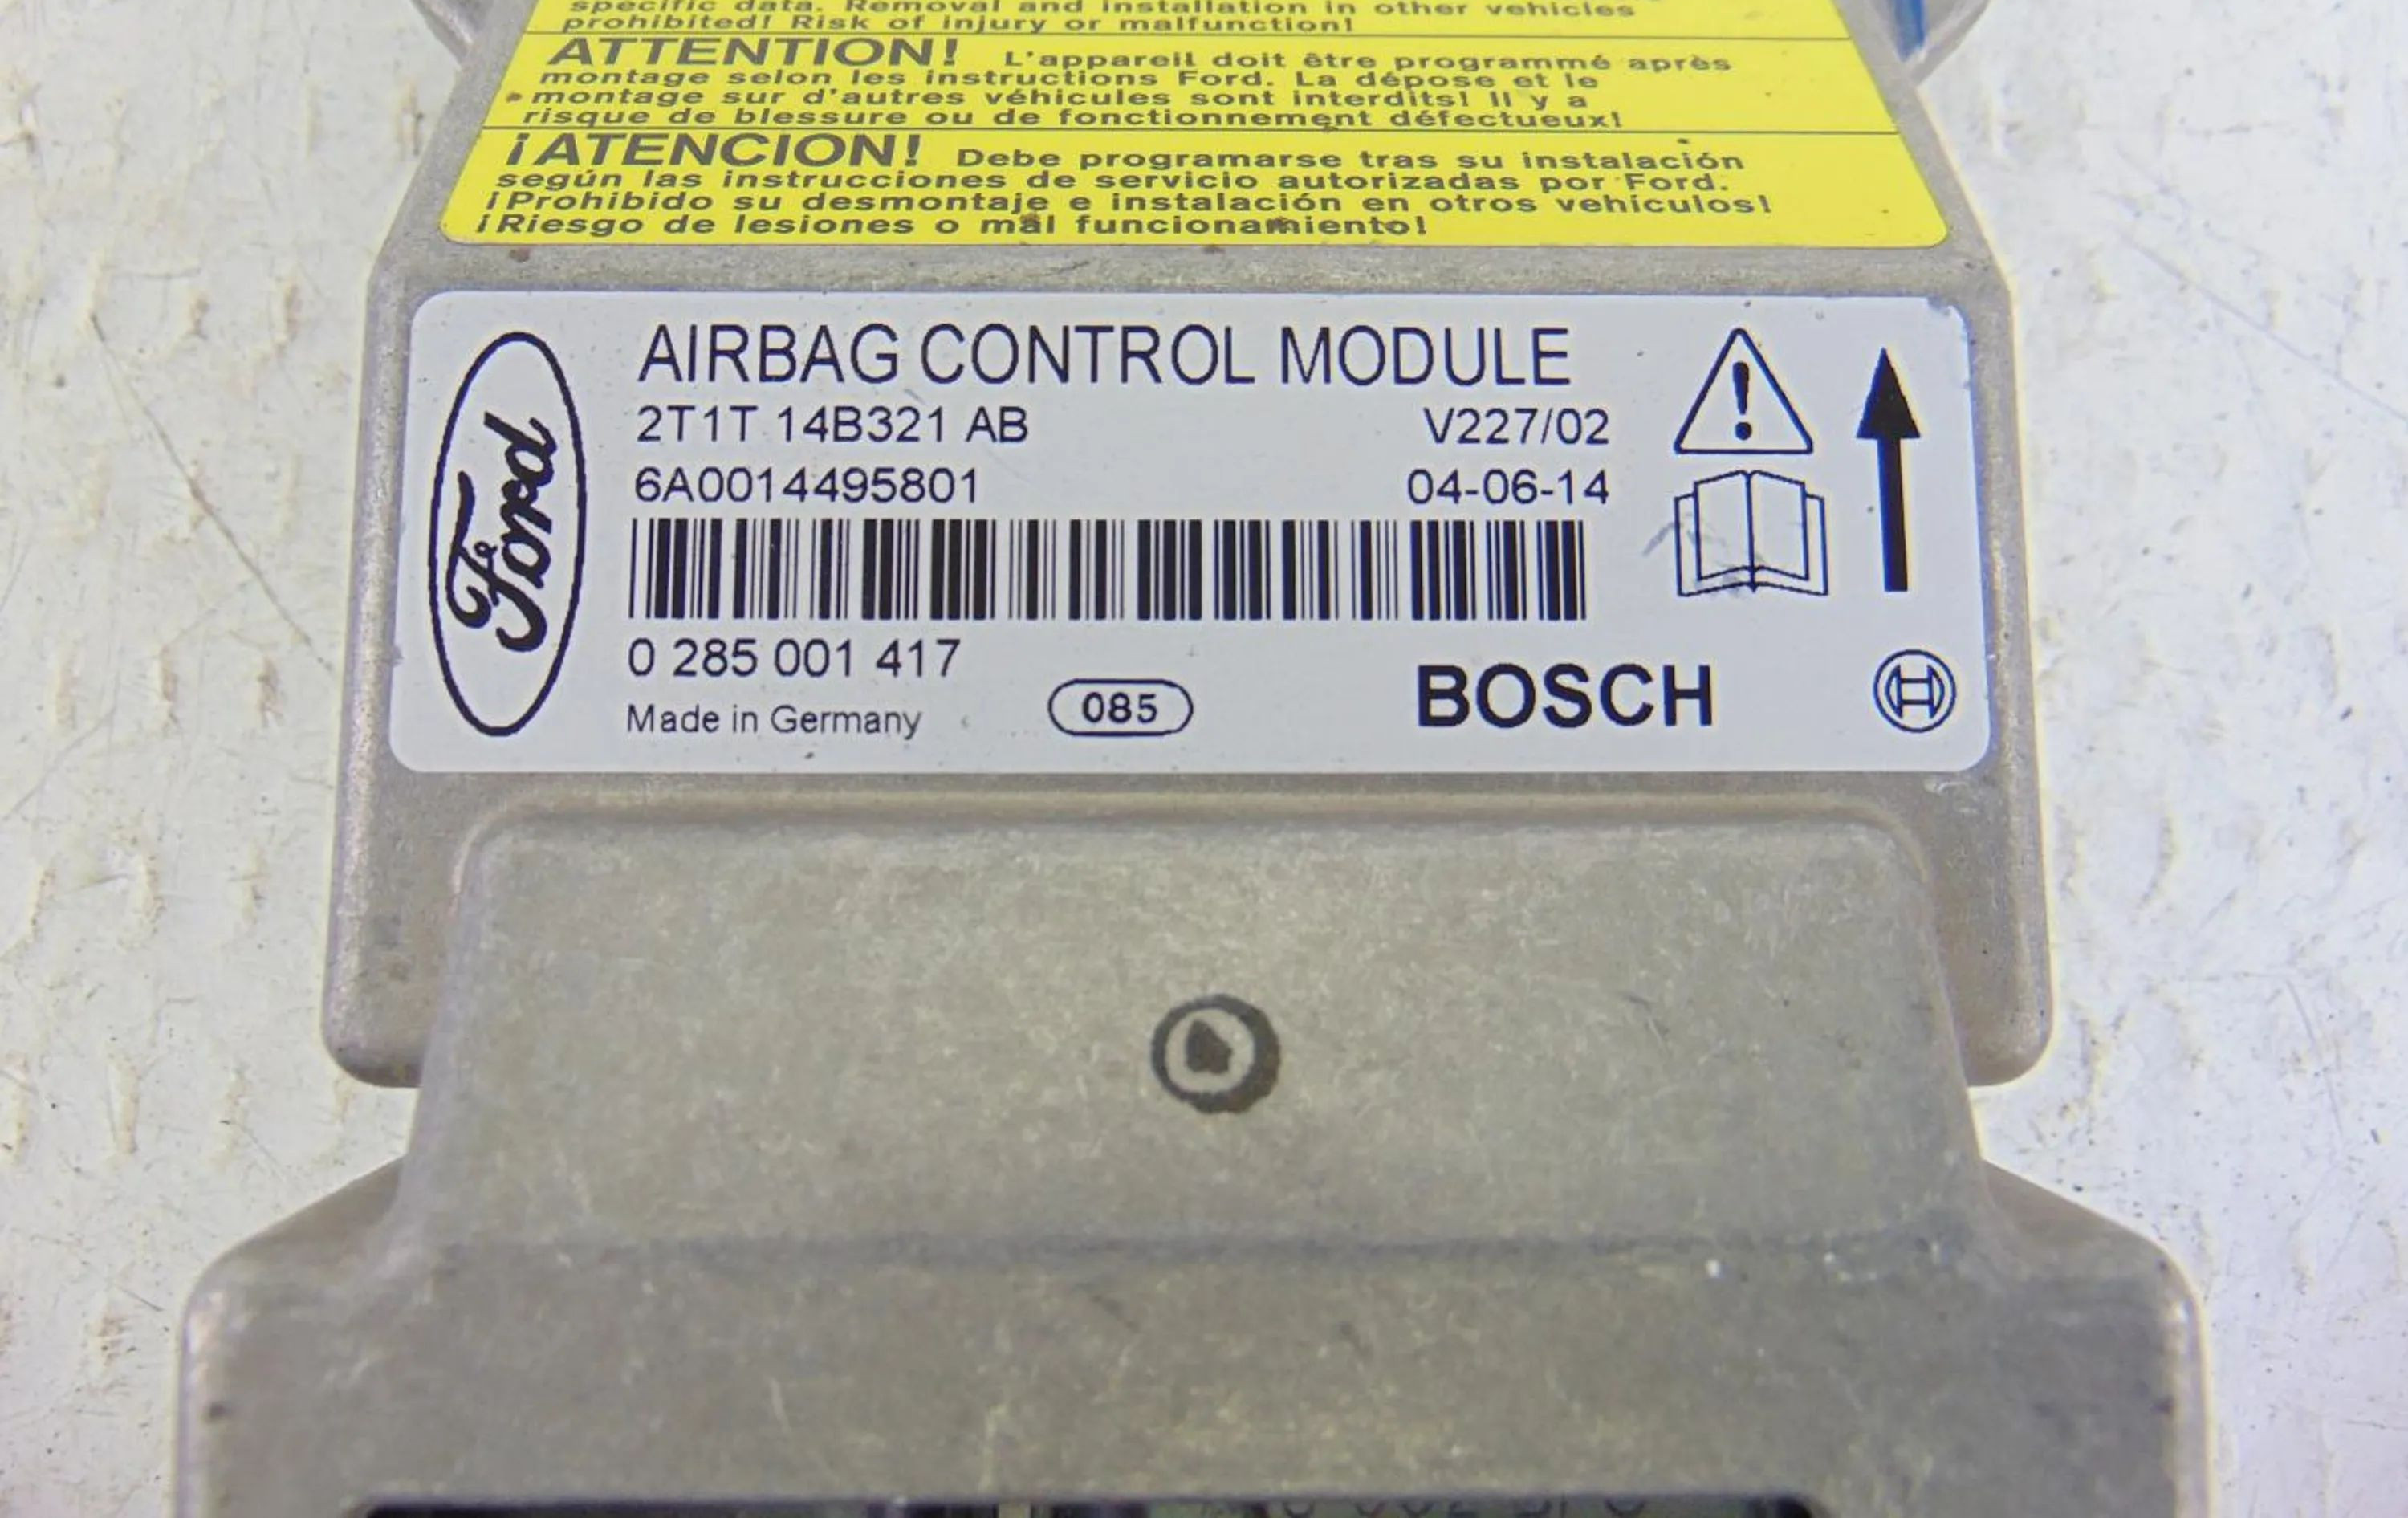 specific data. Removal and installation in other vehicles
prohibited! Risk of injury or malfunction!
ATTENTION! L'appareil doit être programmé après
montage selon les instructions Ford. La dépose et le
montage sur d'autres véhicules sont interdits! Il y a
risque de blessure ou de fonctionnement défectueux!
¡ATENCION! Debe programarse tras su instalación
según las instrucciones de servicio autorizadas por Ford.
¡Prohibido su desmontaje e instalación en otros vehículos!
¡Riesgo de lesiones o mal funcionamiento!
Ford
AIRBAG CONTROL MODULE
2T1T 14B321 AB V227/02
6A0014495801 04-06-14
0 285 001 417
Made in Germany 085 BOSCH